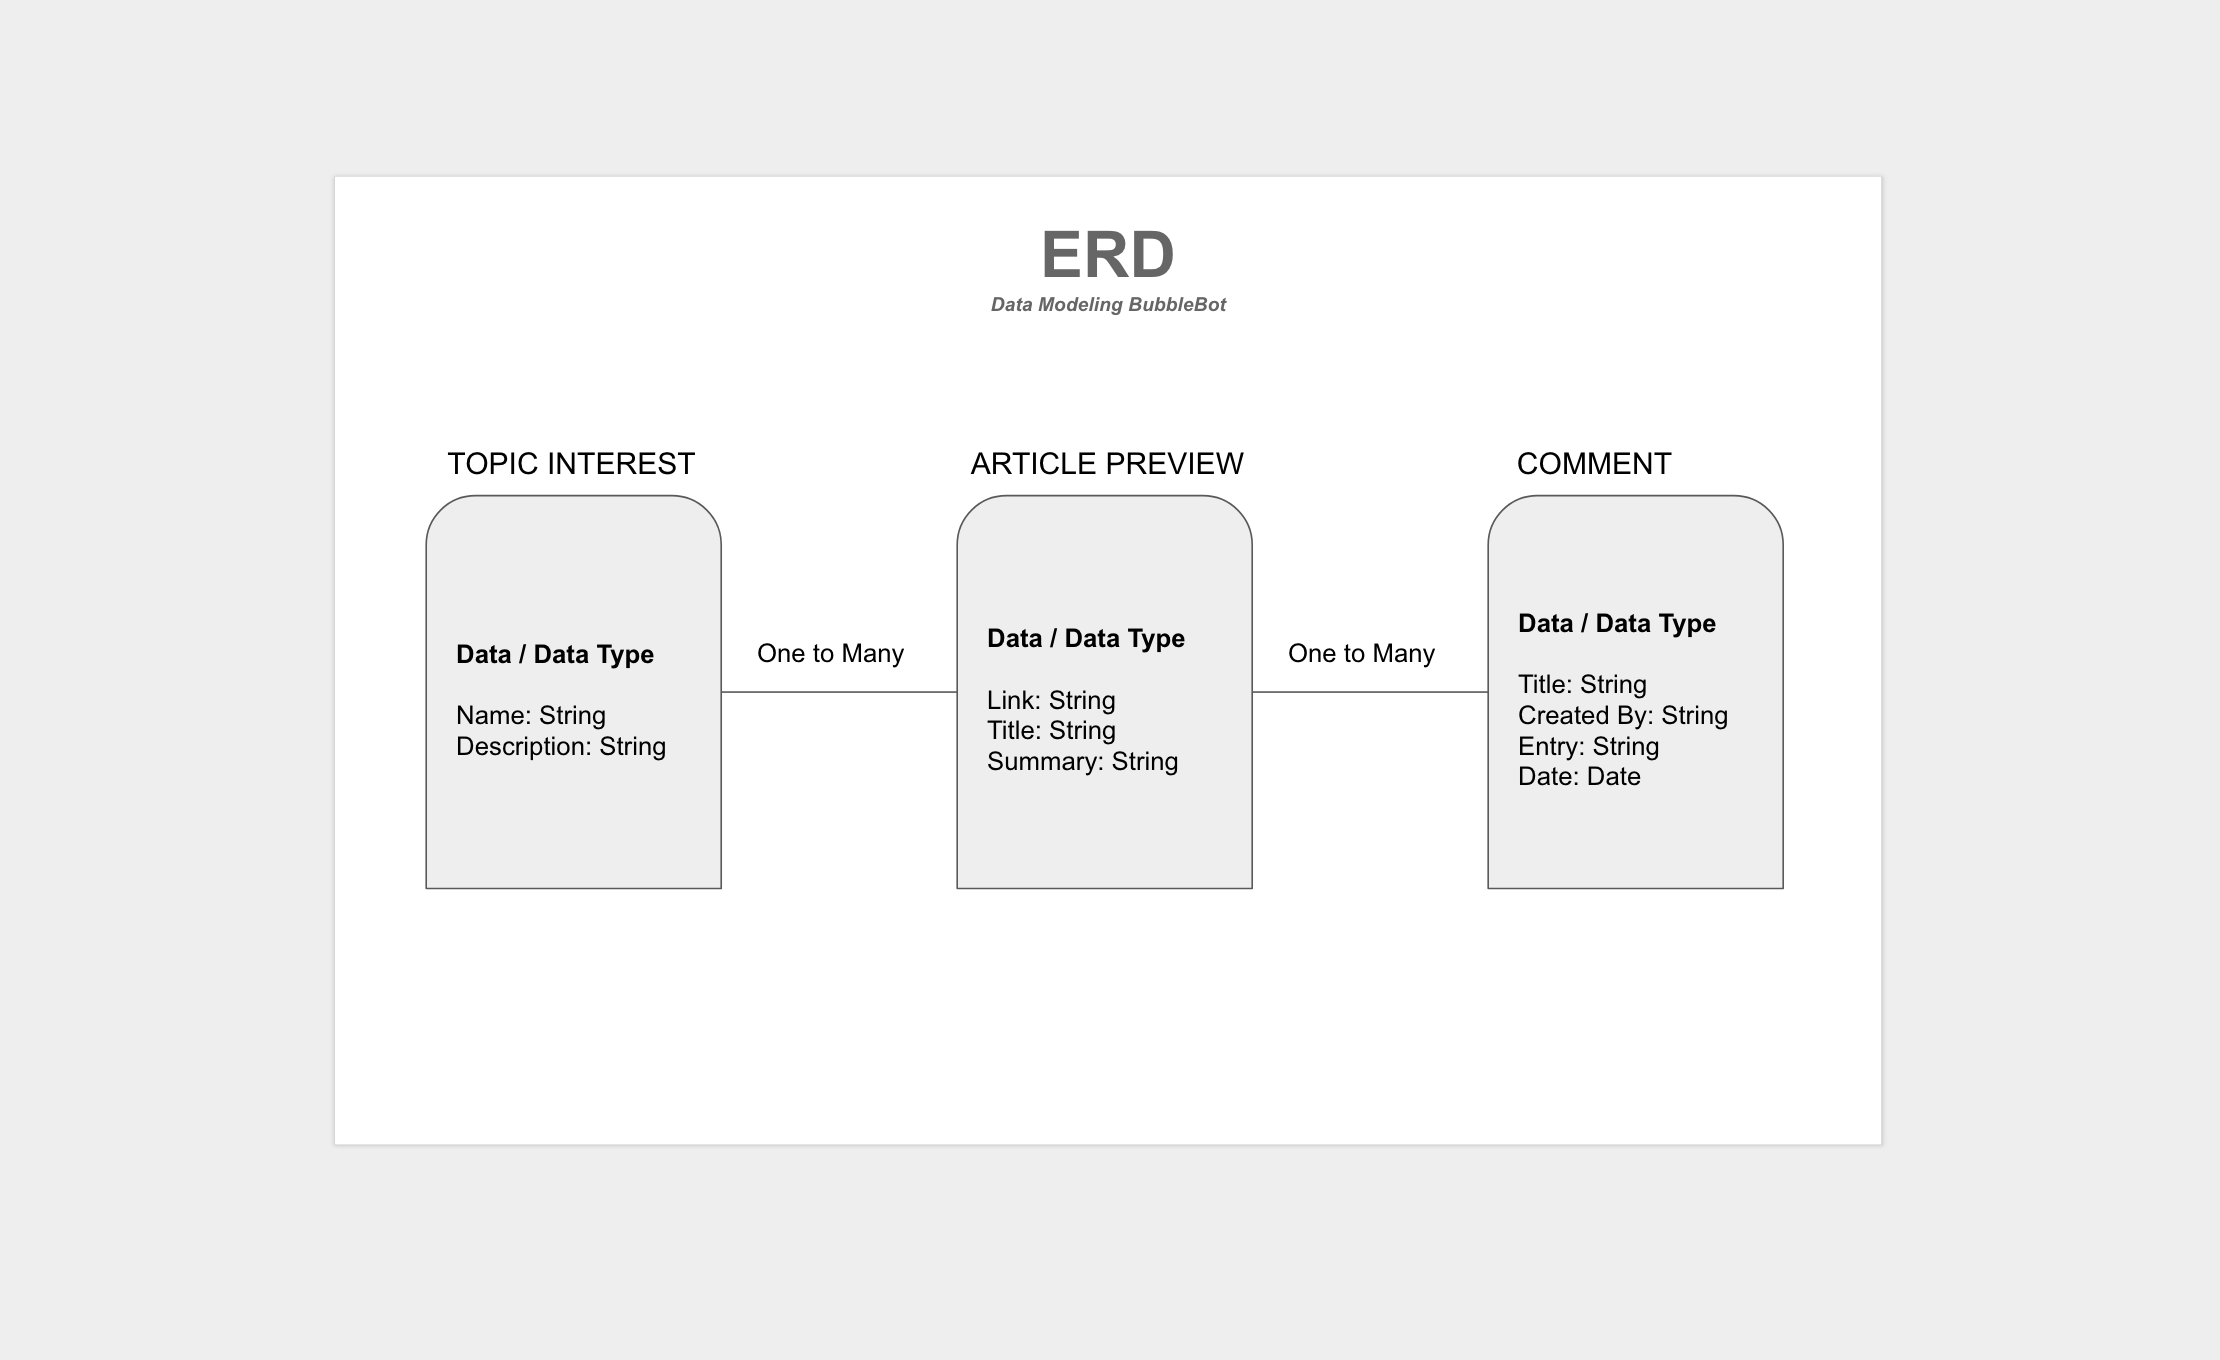 ERD
Data Modeling BubbleBot
TOPIC INTEREST
Data / Data Type
Name: String
Description: String
One to Many
ARTICLE PREVIEW
Data / Data Type
Link: String
Title: String
Summary: String
One to Many
COMMENT
Data / Data Type
Title: String
Created By: String
Entry: String
Date: Date